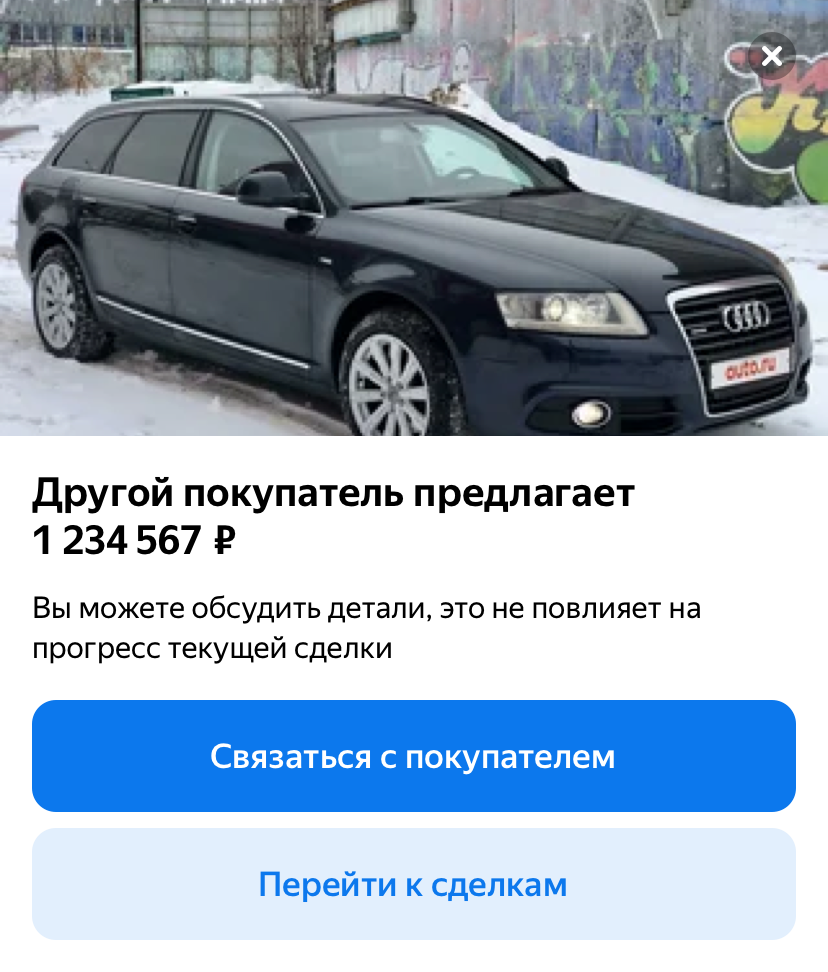 auto.ru
Другой покупатель предлагает
1 234 567 ₽
Вы можете обсудить детали, это не повлияет на
прогресс текущей сделки
Связаться с покупателем
Перейти к сделкам